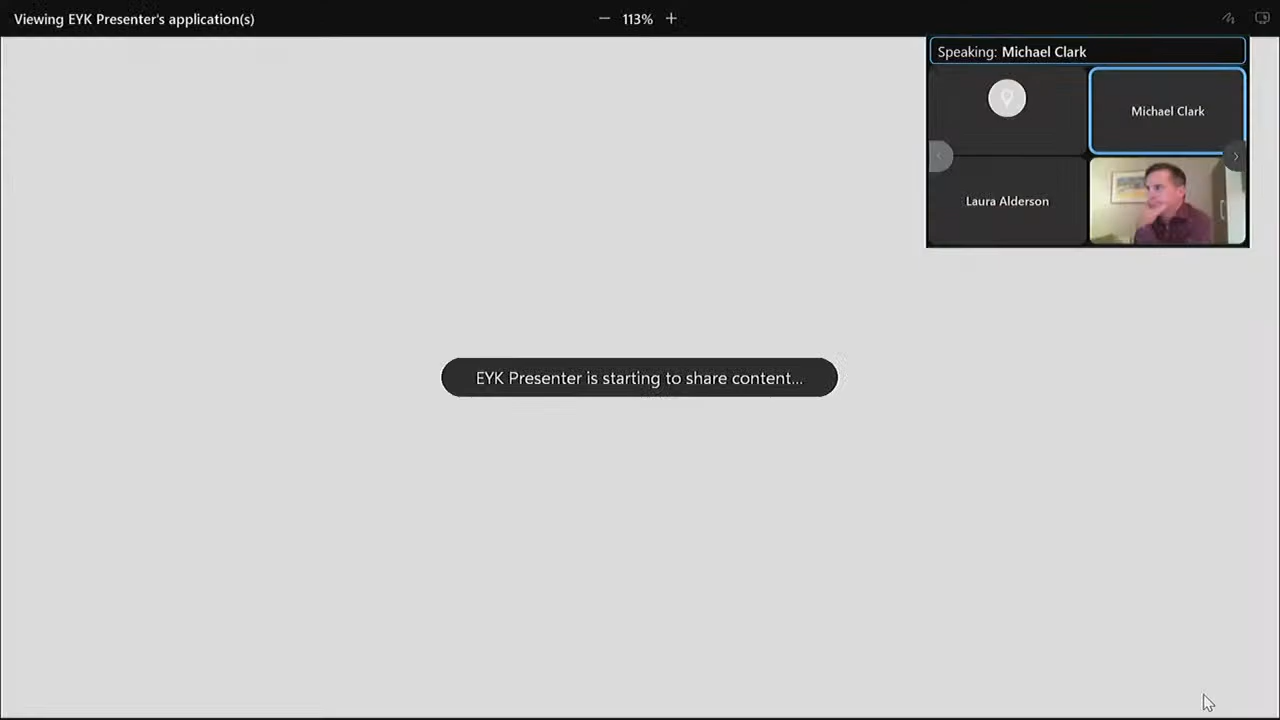 Viewing EYK Presenter's application(s)
113%
Speaking: Michael Clark
Michael Clark
Laura Alderson
EYK Presenter is starting to share content...